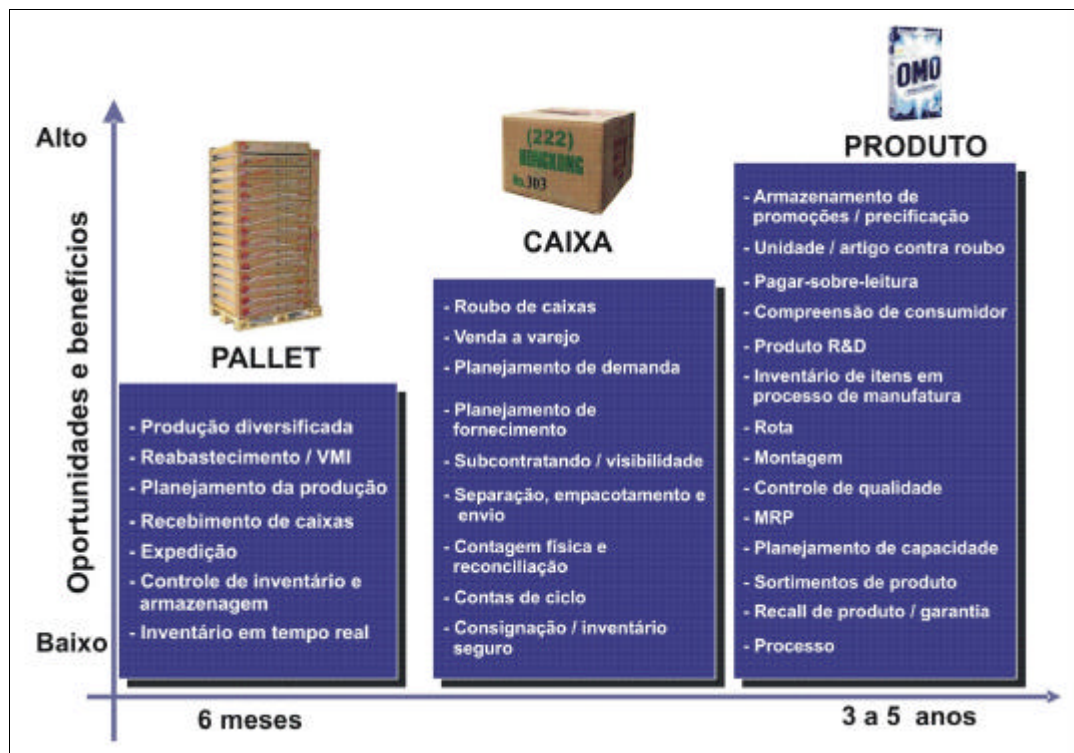 OMO
Alto
(222)
HONGKONG
No.303
PRODUTO
CAIXA
PALLET
Oportunidades e benefícios
- Produção diversificada
- Reabastecimento / VMI
- Planejamento da produção
- Recebimento de caixas
- Expedição
- Controle de inventário e
armazenagem
- Inventário em tempo real
- Roubo de caixas
- Venda a varejo
- Planejamento de demanda
- Planejamento de
fornecimento
- Subcontratando / visibilidade
- Separação, empacotamento e
envio
- Contagem física e
reconciliação
- Contas de ciclo
- Consignação / inventário
seguro
- Armazenamento de
promoções / precificação
- Unidade / artigo contra roubo
- Pagar-sobre-leitura
- Compreensão de consumidor
- Produto R&D
- Inventário de itens em
processo de manufatura
- Rota
- Montagem
- Controle de qualidade
- MRP
- Planejamento de capacidade
- Sortimentos de produto
- Recall de produto / garantia
- Processo
Baixo
6 meses
3 a 5 anos